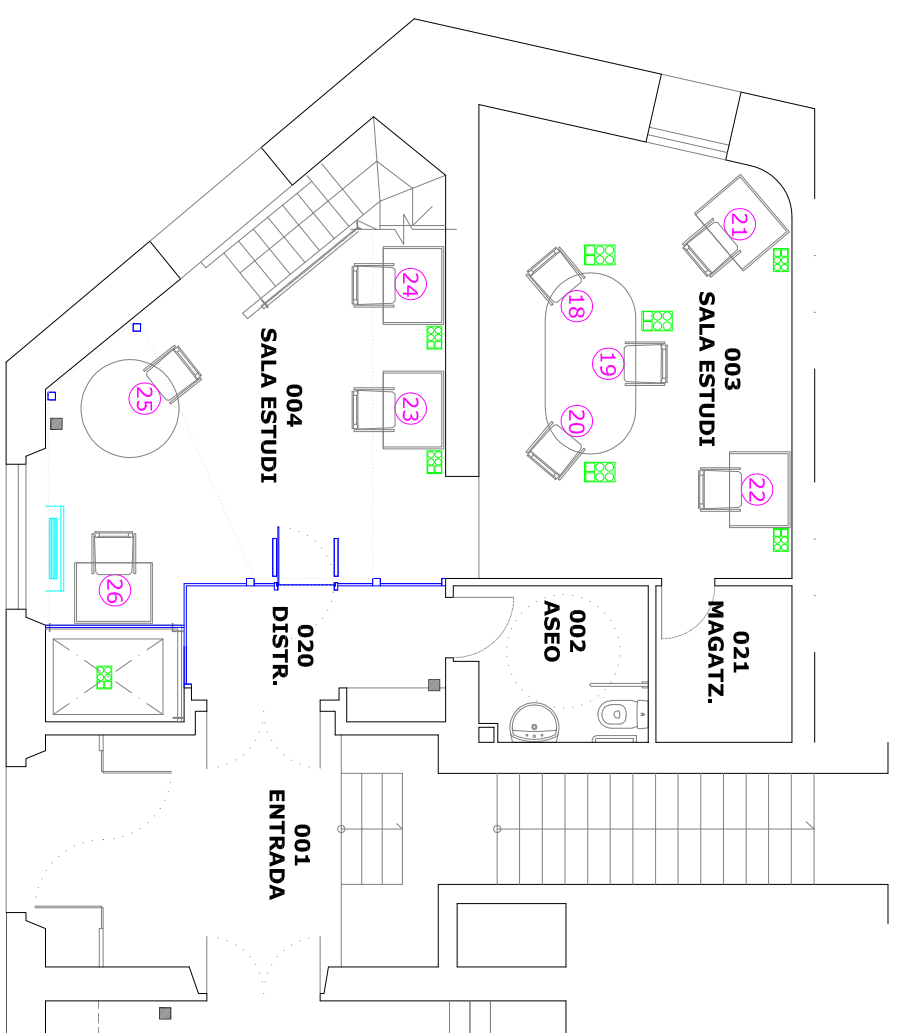 003
SALA ESTUDI
004
SALA ESTUDI
021
MAGATZ.
002
ASEO
020
DISTR.
001
ENTRADA
21
18
19
20
22
24
23
25
26